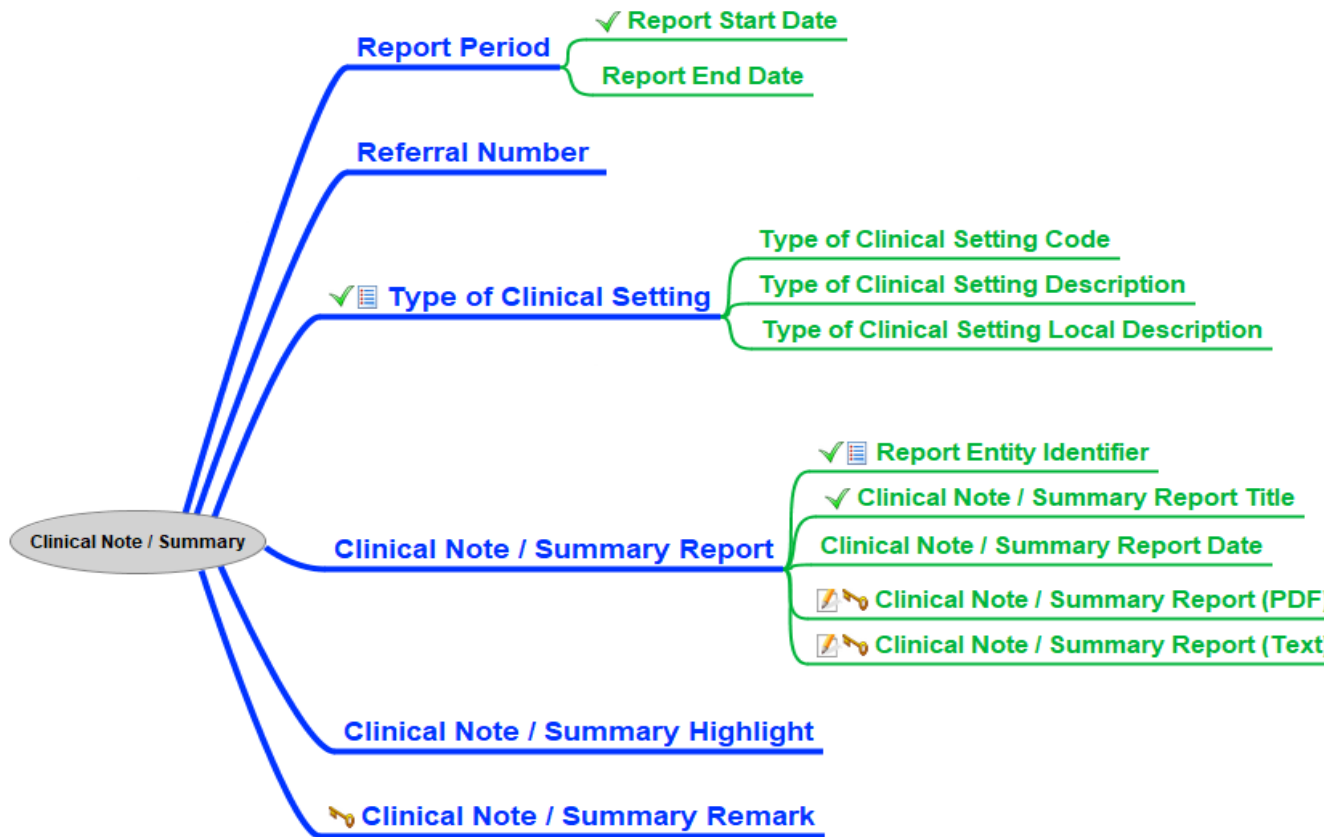 Report Start Date
Report Period
Report End Date
Referral Number
Type of Clinical Setting Code
Type of Clinical Setting
Type of Clinical Setting Description
Type of Clinical Setting Local Description
Report Entity Identifier
Clinical Note / Summary Report Title
Clinical Note / Summary
Clinical Note / Summary Report
Clinical Note / Summary Report Date
Clinical Note / Summary Report (PDF)
Clinical Note / Summary Report (Text)
Clinical Note / Summary Highlight
Clinical Note / Summary Remark